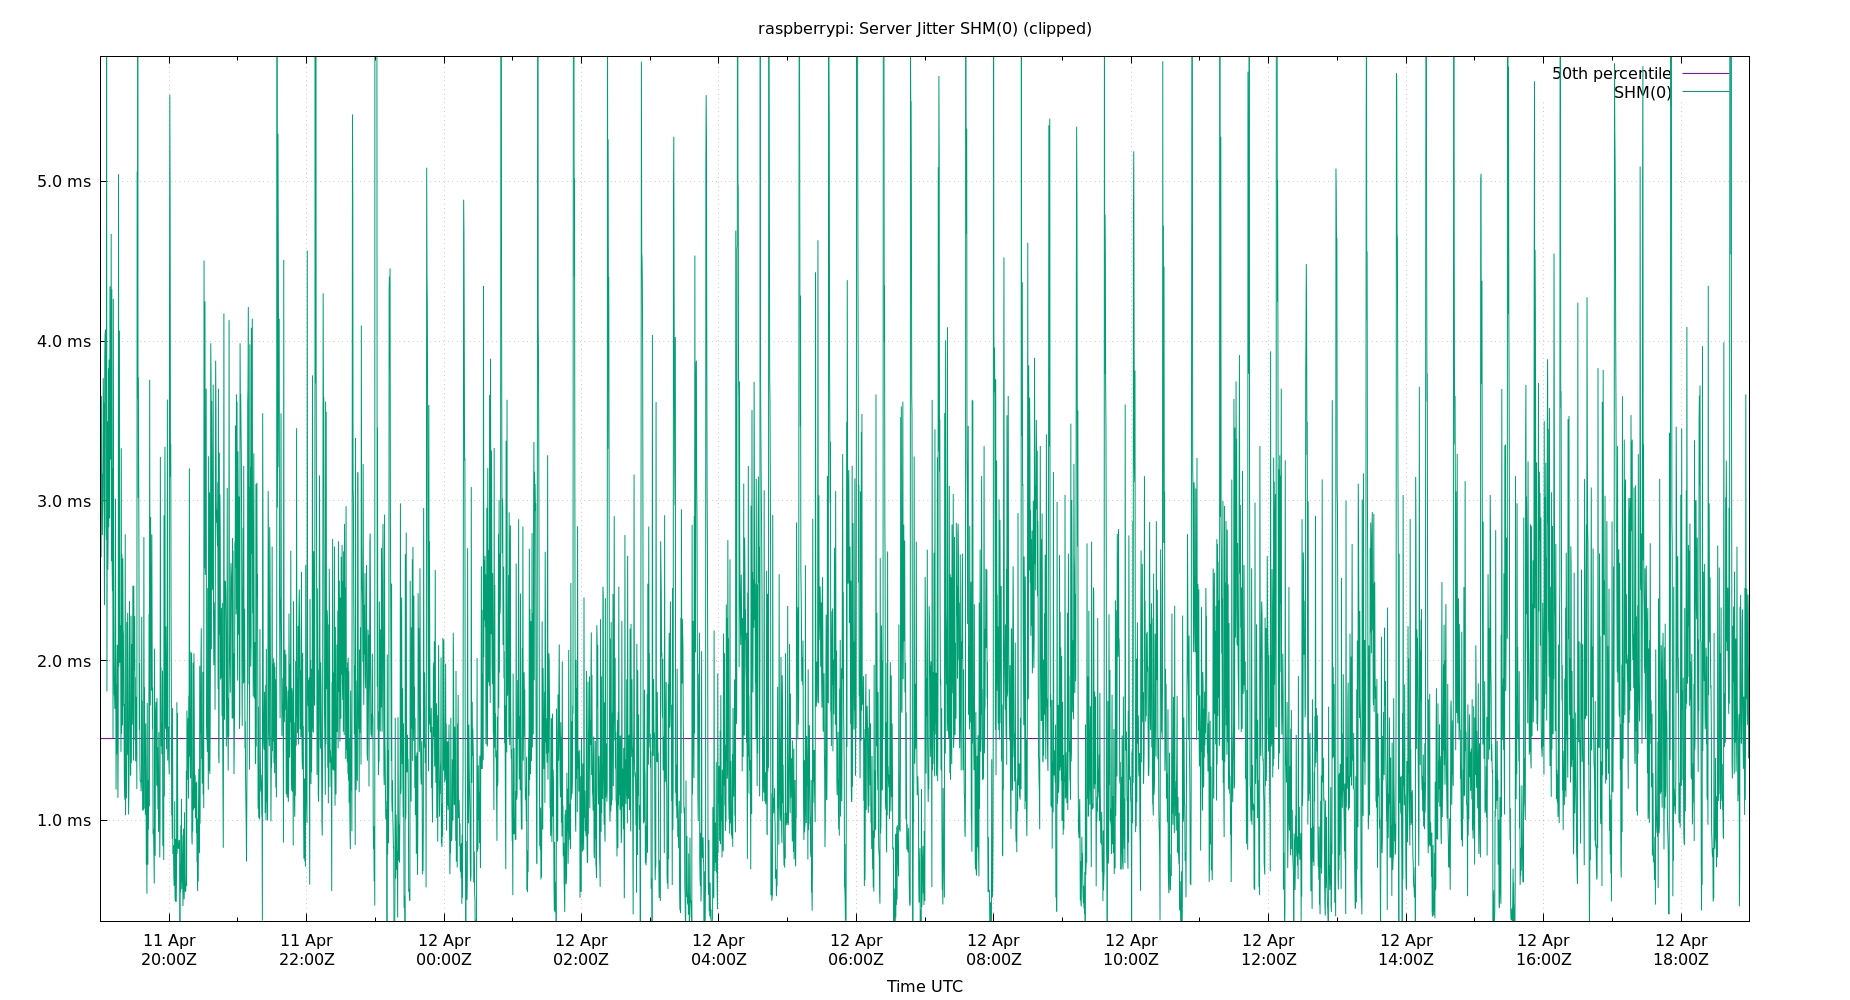 raspberrypi: Server Jitter SHM(0) (clipped)
50th percentile
SHM(0)
5.0 ms
4.0 ms
3.0 ms
2.0 ms
1.0 ms
11 Apr 11 Apr 12 Apr 12 Apr 12 Apr 12 Apr 12 Apr 12 Apr 12 Apr 12 Apr 12 Apr 12 Apr
20:00Z 22:00Z 00:00Z 02:00Z 04:00Z 06:00Z 08:00Z 10:00Z 12:00Z 14:00Z 16:00Z 18:00Z
Time UTC